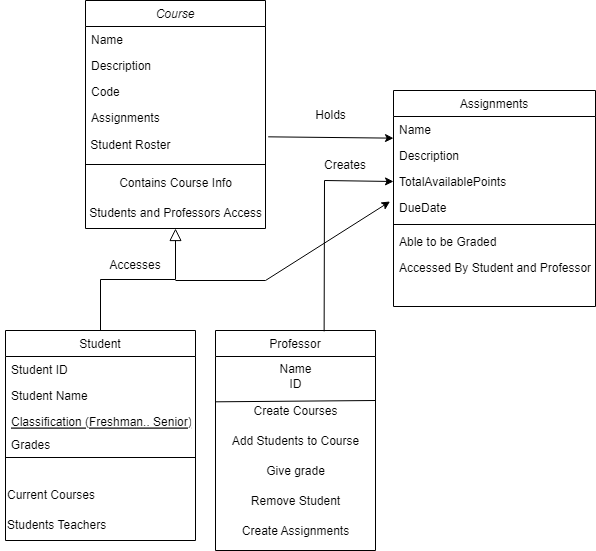 Course
Name
Description
Code
Assignments
Student Roster
Contains Course Info
Students and Professors Access
Holds
Creates
Assignments
Name
Description
TotalAvailablePoints
DueDate
Able to be Graded
Accessed By Student and Professor
Accesses
Student
Student ID
Student Name
Classification (Freshman.. Senior)
Grades
Current Courses
Students Teachers
Professor
Name
ID
Create Courses
Add Students to Course
Give grade
Remove Student
Create Assignments